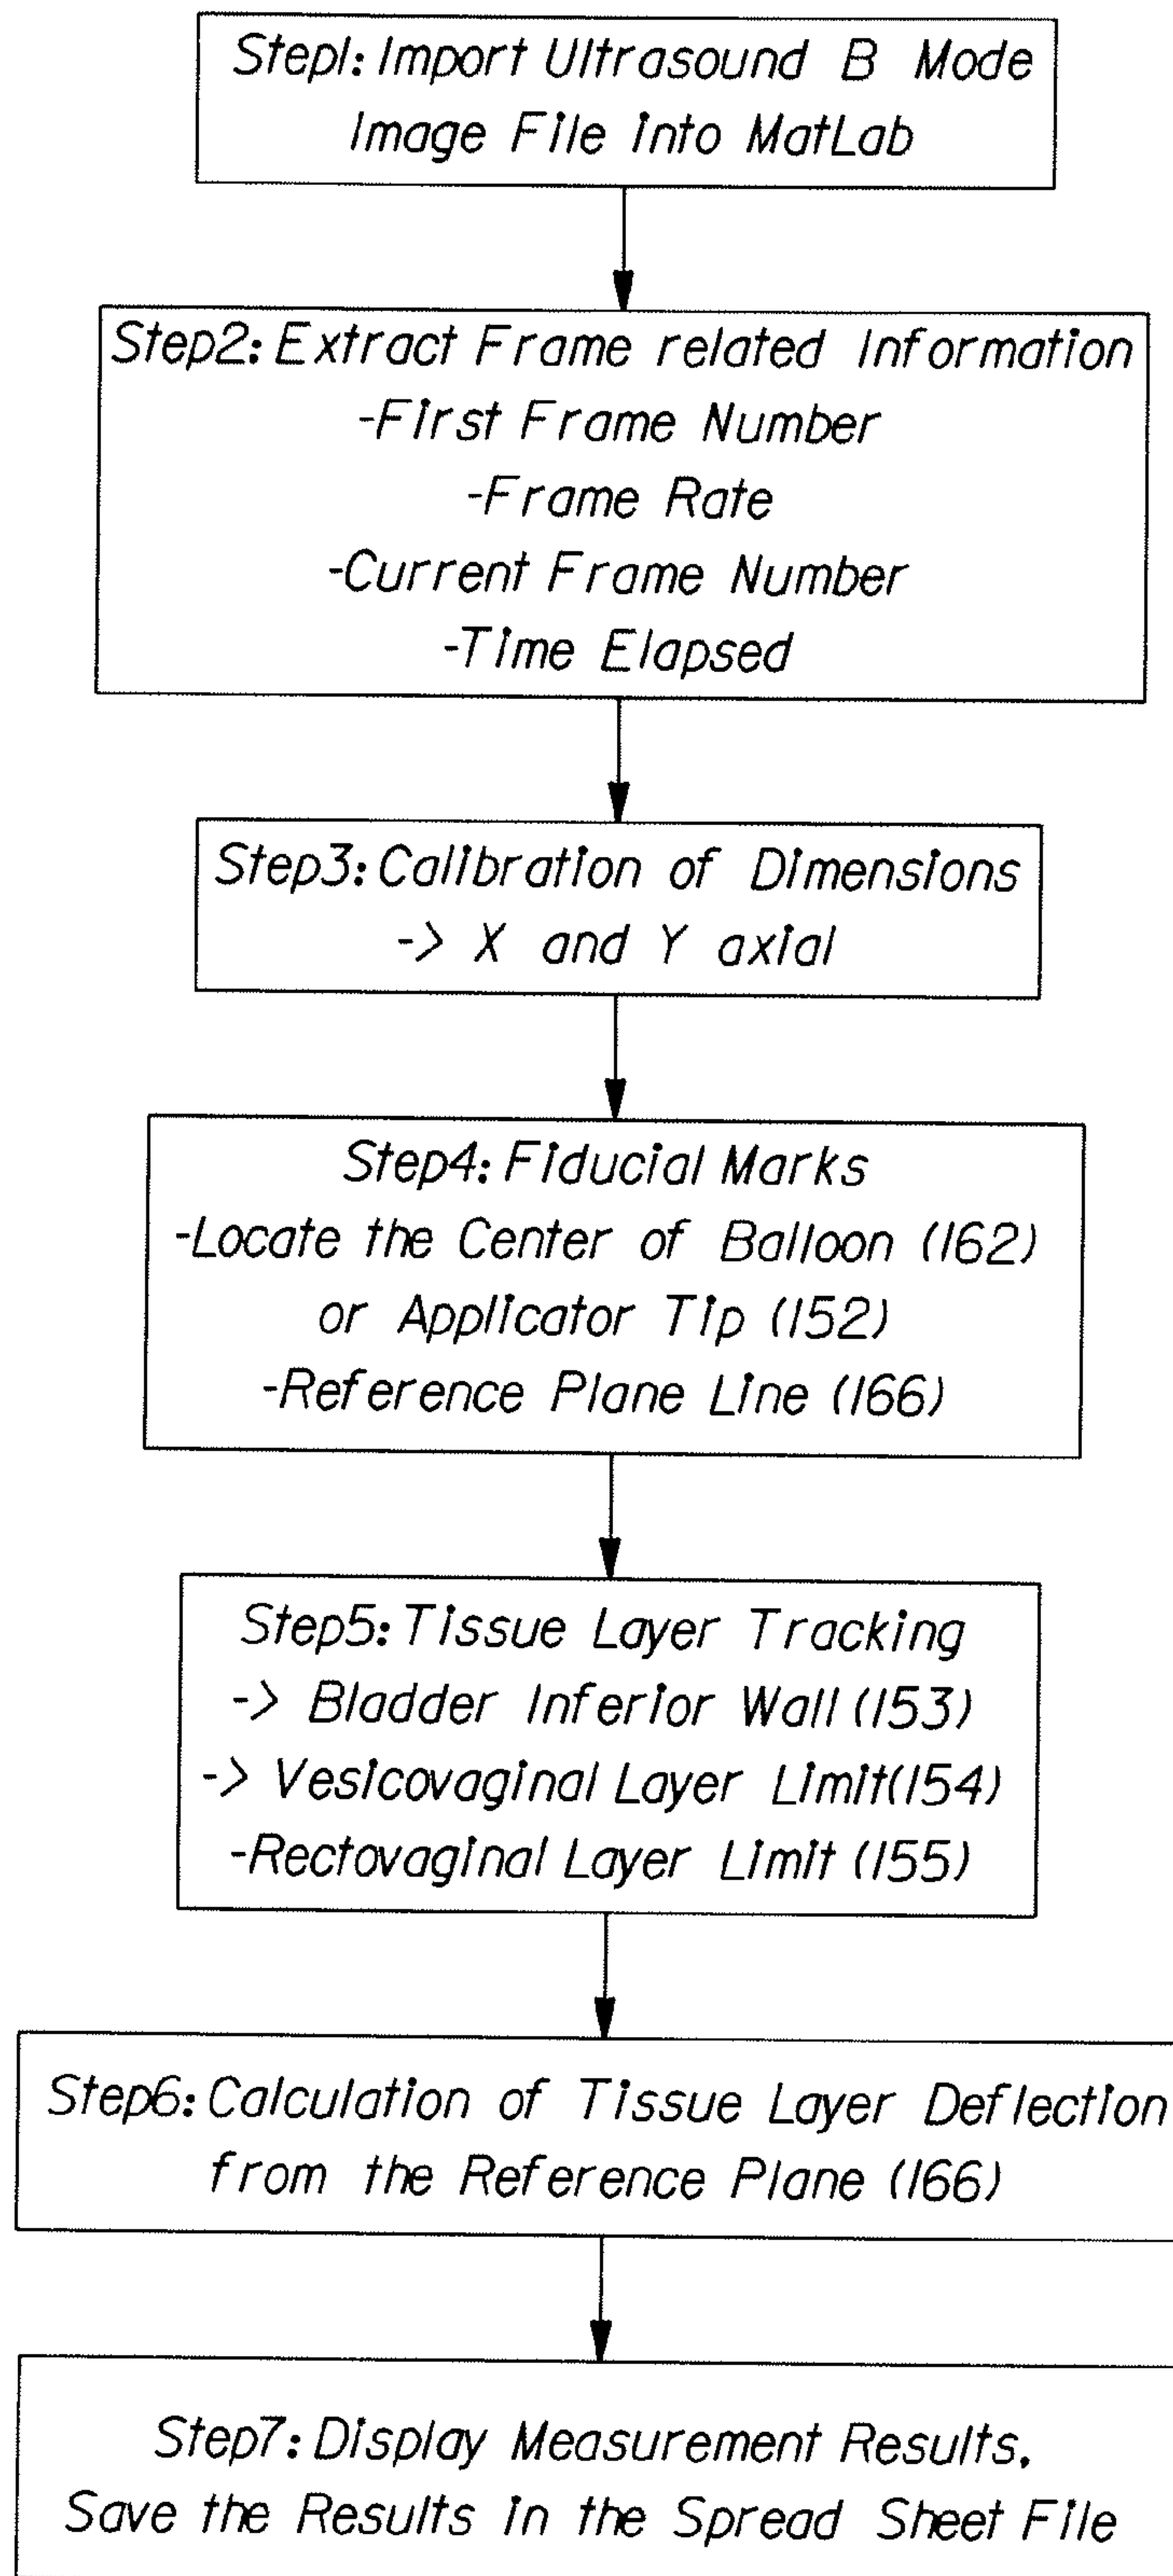 Step1: Import Ultrasound B Mode
Image File into MatLab
Step2: Extract Frame related Information
-First Frame Number
-Frame Rate
-Current Frame Number
-Time Elapsed
Step3: Calibration of Dimensions
-> X and Y axial
Step4: Fiducial Marks
-Locate the Center of Balloon (162)
or Applicator Tip (152)
-Reference Plane Line (166)
Step5: Tissue Layer Tracking
-> Bladder Inferior Wall (153)
-> Vesicovaginal Layer Limit(154)
-Rectovaginal Layer Limit (155)
Step6: Calculation of Tissue Layer Deflection
from the Reference Plane (166)
Step7: Display Measurement Results.
Save the Results in the Spread Sheet File